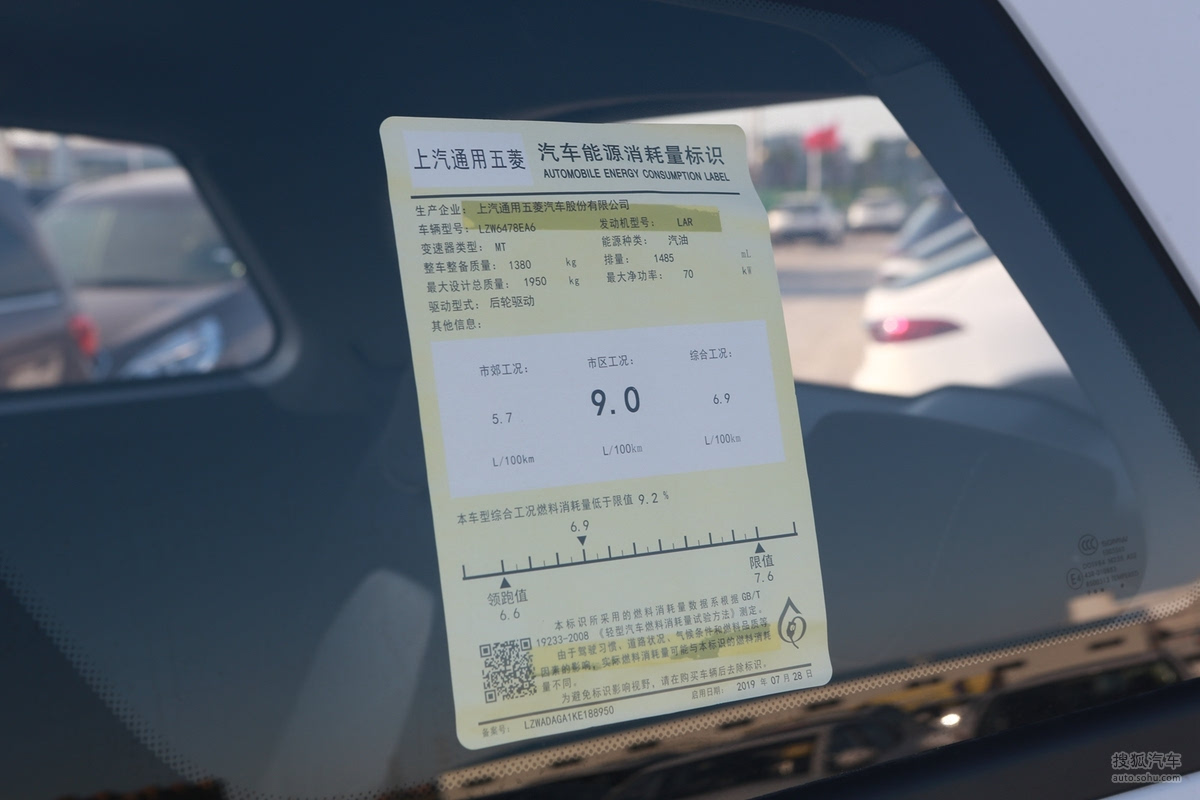 上汽通用五菱
汽车能源消耗量标识
AUTOMOBILE ENERGY CONSUMPTION LABEL
生产企业: 上汽通用五菱汽车股份有限公司
车辆型号: LZW6478EA6 发动机型号: LAR
变速器类型: MT 能源种类: 汽油
整车整备质量: 1380 kg 排量: 1485 mL
最大设计总质量: 1950 kg 最大净功率: 70 kW
驱动型式: 后轮驱动
其他信息:
市郊工况: 市区工况: 综合工况:
5.7 9.0 6.9
L/100km L/100km L/100km
本车型综合工况燃料消耗量低于限值 9.2 %
6.9
领跑值 限值
6.6 7.6
本标识所采用的燃料消耗量数据系根据GB/T
19233-2008 《轻型汽车燃料消耗量试验方法》测定。
由于驾驶习惯、道路状况、气候条件和燃料品质等
因素的影响，实际燃料消耗量可能与本标识的燃料消耗
量不同。
为避免标识影响视野，请在购买车辆后去除标识。
备案号: LZWADAGA1KE188950 启用日期: 2019 年 07 月 28 日
搜狐汽车
auto.sohu.com